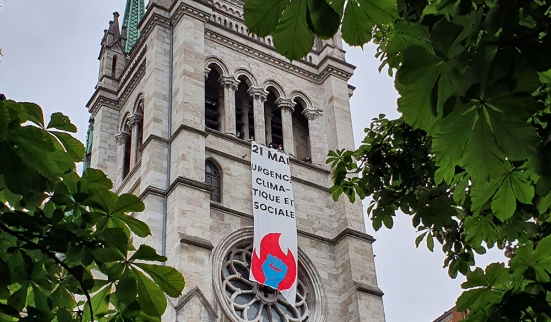 21 MAI
URGENCE
CLIMA-
TIQUE ET
SOCIALE